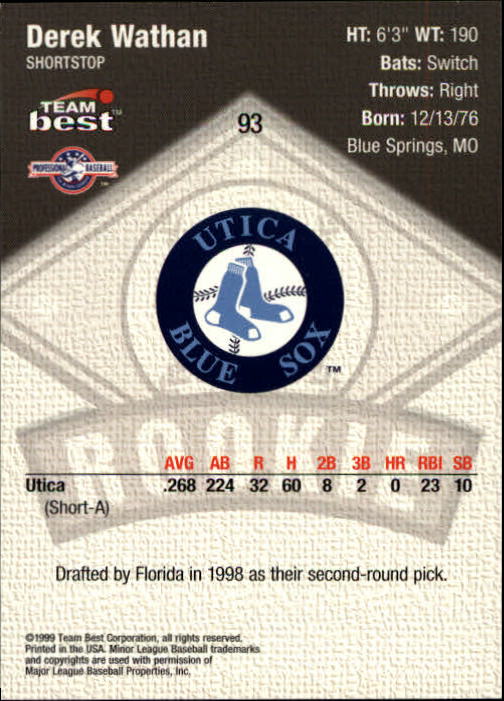 Derek Wathan
SHORTSTOP
HT: 6'3" WT: 190
Bats: Switch
Throws: Right
Born: 12/13/76
Blue Springs, MO
TEAM
best™
93
PROFESSIONAL BASEBALL
UTICA
BLUE SOX
™
ROOKIE
AVG AB R H 2B 3B HR RBI SB
Utica .268 224 32 60 8 2 0 23 10
(Short-A)
Drafted by Florida in 1998 as their second-round pick.
©1999 Team Best Corporation, all rights reserved.
Printed in the USA. Minor League Baseball trademarks
and copyrights are used with permission of
Major League Baseball Properties, Inc.